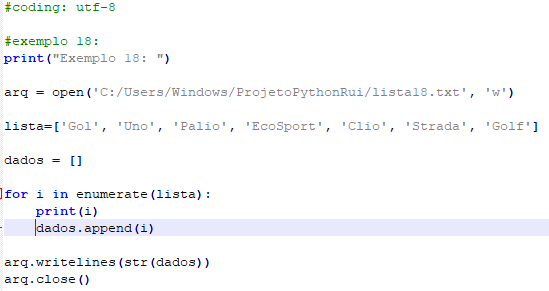 #coding: utf-8
#exemplo 18:
print("Exemplo 18: ")
arq = open('C:/Users/Windows/ProjetoPythonRui/lista18.txt', 'w')
lista=['Gol', 'Uno', 'Palio', 'EcoSport', 'Clio', 'Strada', 'Golf']
dados = []
for i in enumerate(lista):
    print(i)
    dados.append(i)
arq.writelines(str(dados))
arq.close()